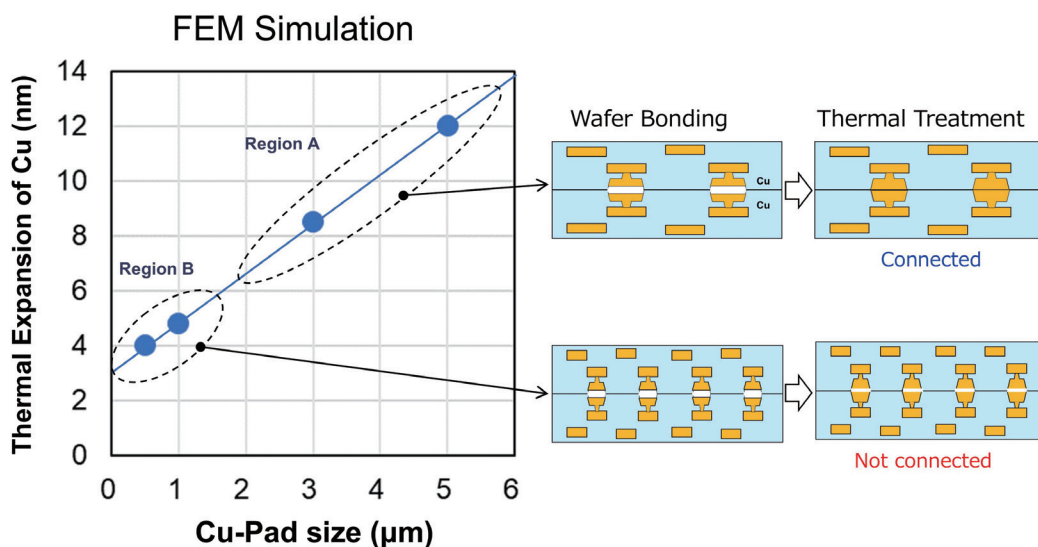 FEM Simulation
Thermal Expansion of Cu (nm)
14
12
10
8
6
4
2
0
0 1 2 3 4 5 6
Cu-Pad size (μm)
Region A
Region B
Wafer Bonding
Thermal Treatment
Cu
Cu
Connected
Not connected